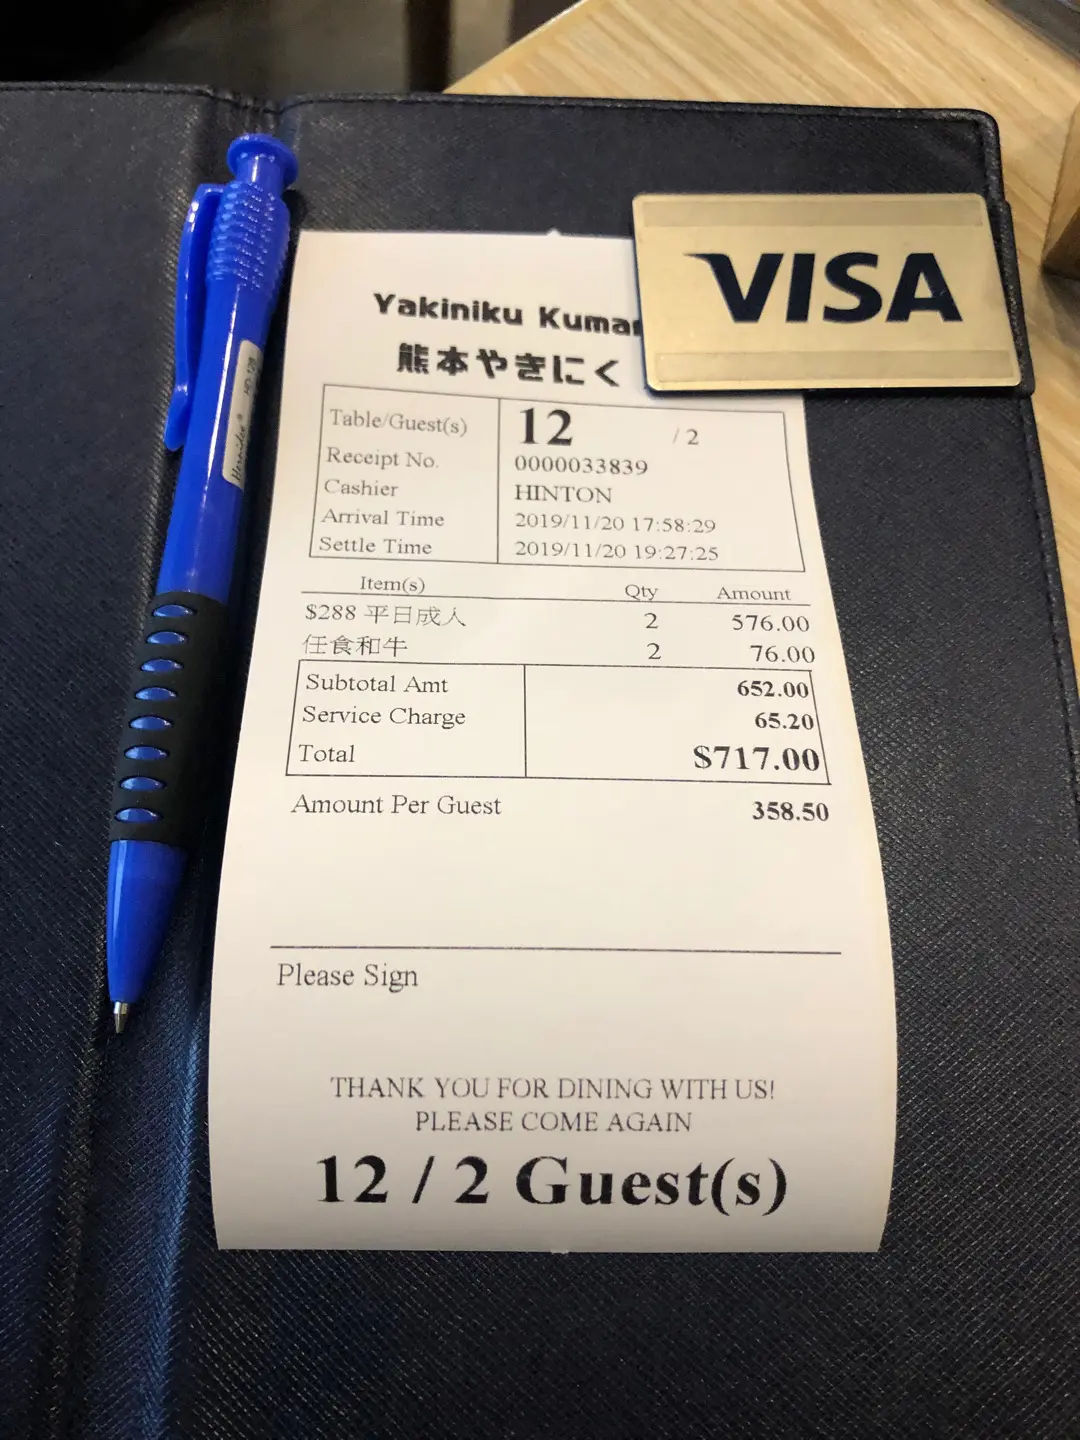 VISA
Yakiniku
熊本やきにく
Table/Guest(s) 12 / 2
Receipt No. 0000033839
Cashier HINTON
Arrival Time 2019/11/20 17:58:29
Settle Time 2019/11/20 19:27:25
Item(s) Qty Amount
$288 平日成人 2 576.00
任食和牛 2 76.00
Subtotal Amt 652.00
Service Charge 65.20
Total $717.00
Amount Per Guest 358.50
Please Sign
THANK YOU FOR DINING WITH US!
PLEASE COME AGAIN
12 / 2 Guest(s)